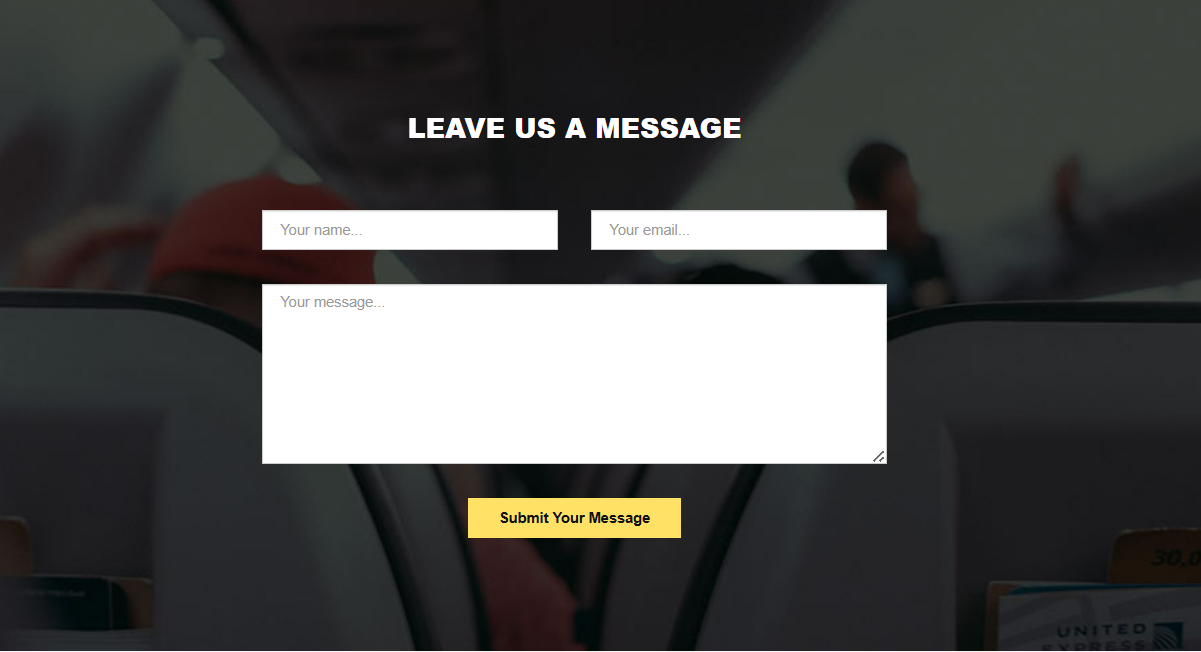 LEAVE US A MESSAGE
Your name...
Your email...
Your message...
Submit Your Message
30,0
UNITED
EXPRESS